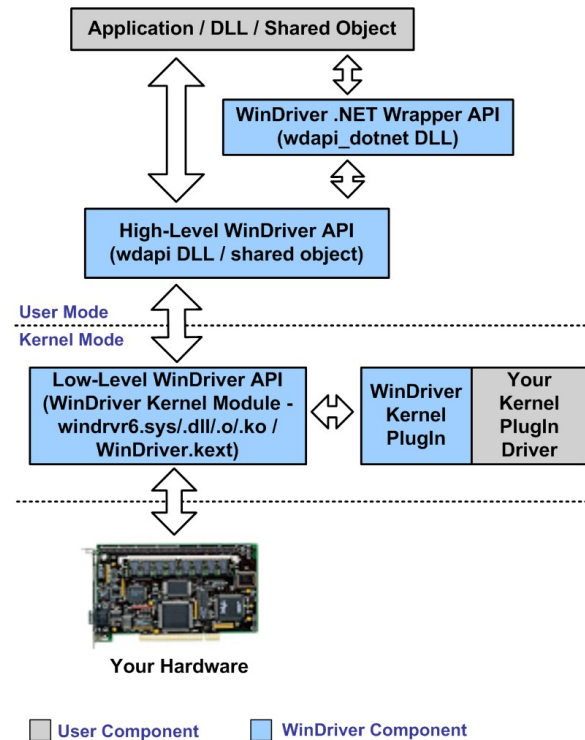 Application / DLL / Shared Object
WinDriver .NET Wrapper API
(wdapi_dotnet DLL)
High-Level WinDriver API
(wdapi DLL / shared object)
User Mode
Kernel Mode
Low-Level WinDriver API
(WinDriver Kernel Module -
windrvr6.sys/.dll/.o/.ko /
WinDriver.kext)
WinDriver
Kernel
PlugIn
Your
Kernel
PlugIn
Driver
Your Hardware
User Component
WinDriver Component